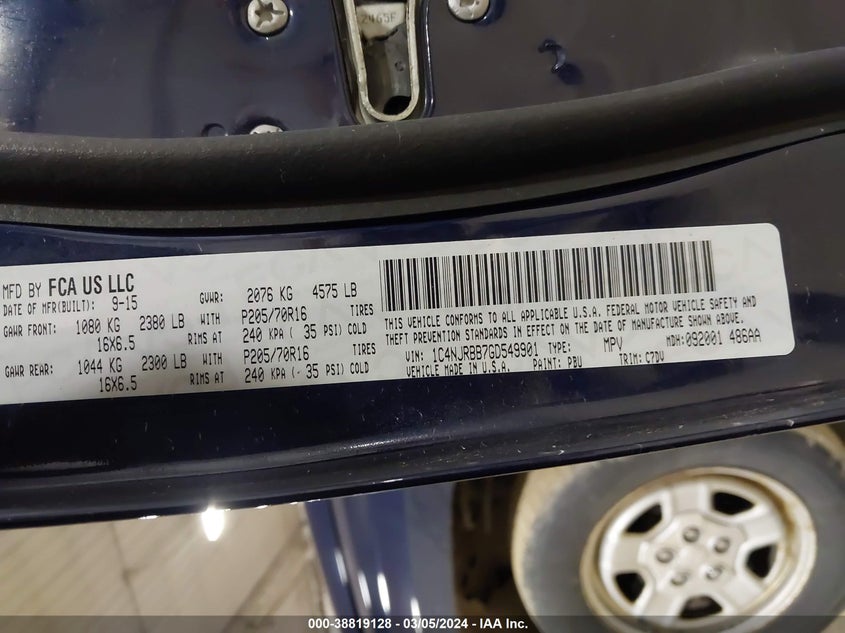 2465F
MFD BY FCA US LLC
DATE OF MFR(BUILT): 9-15 GVWR: 2076 KG 4575 LB
GAWR FRONT: 1080 KG 2380 LB WITH P205/70R16 TIRES
16X6.5 RIMS AT 240 KPA ( 35 PSI) COLD
GAWR REAR: 1044 KG 2300 LB WITH P205/70R16 TIRES
16X6.5 RIMS AT 240 KPA ( 35 PSI) COLD
THIS VEHICLE CONFORMS TO ALL APPLICABLE U.S.A. FEDERAL MOTOR VEHICLE SAFETY AND
THEFT PREVENTION STANDARDS IN EFFECT ON THE DATE OF MANUFACTURE SHOWN ABOVE.
VIN: 1C4NJRBB7GD549901 TYPE: MPV MDH:092001 486AA
VEHICLE MADE IN U.S.A. PAINT: PBU TRIM: C7DV
000-38819128 - 03/05/2024 - IAA Inc.